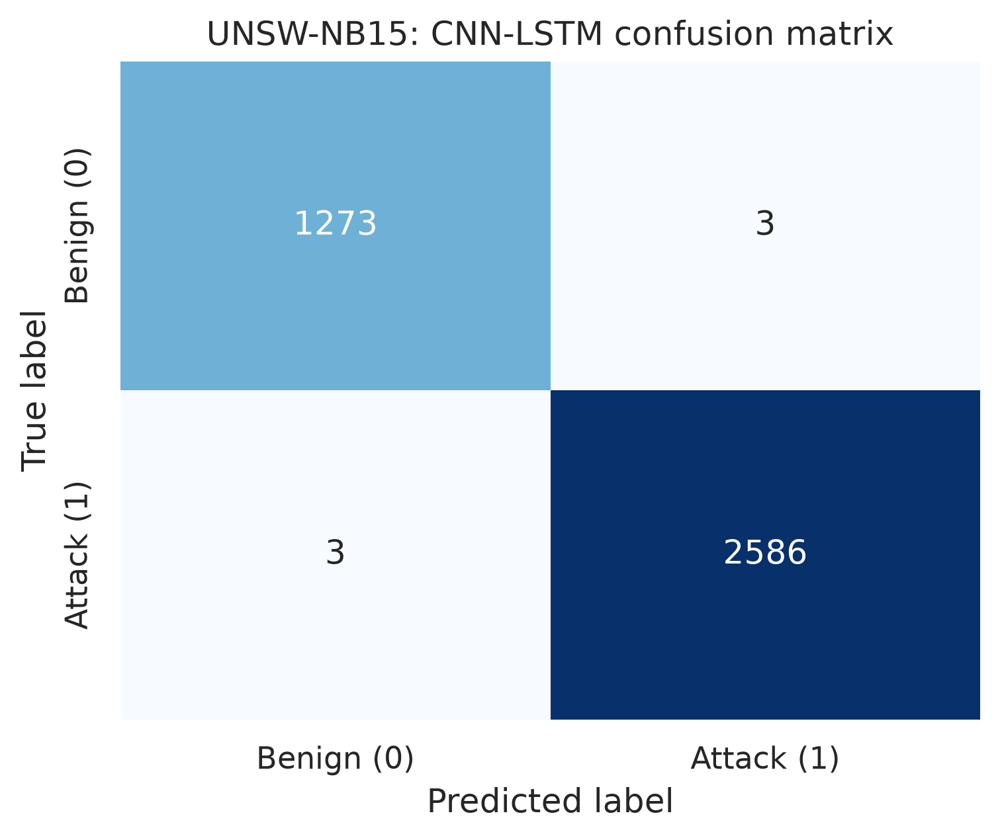 UNSW-NB15: CNN-LSTM confusion matrix
True label
Benign (0)
1273
3
Attack (1)
3
2586
Benign (0)
Attack (1)
Predicted label